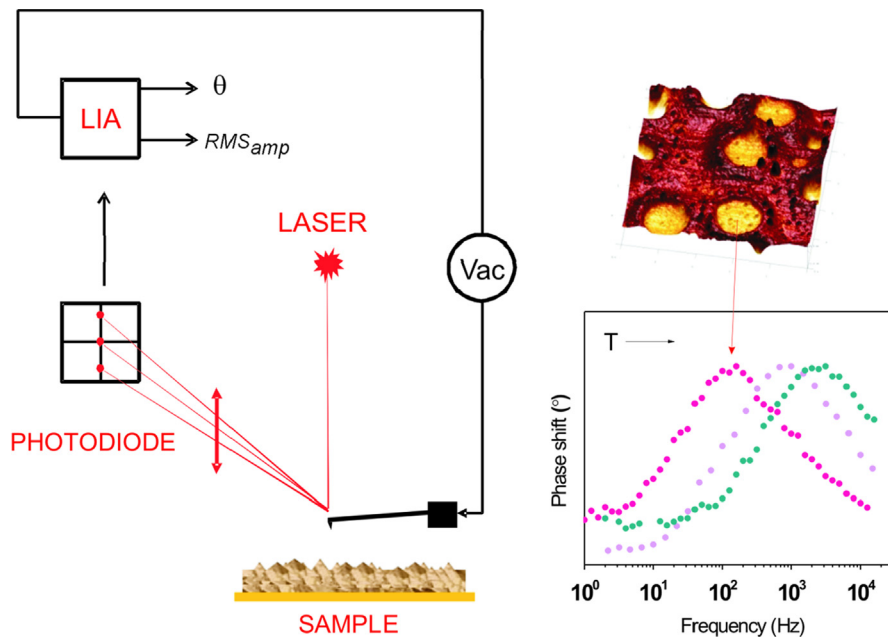 LIA
θ
RMSamp
LASER
Vac
PHOTODIODE
SAMPLE
T
Phase shift (°)
10⁰ 10¹ 10² 10³ 10⁴
Frequency (Hz)